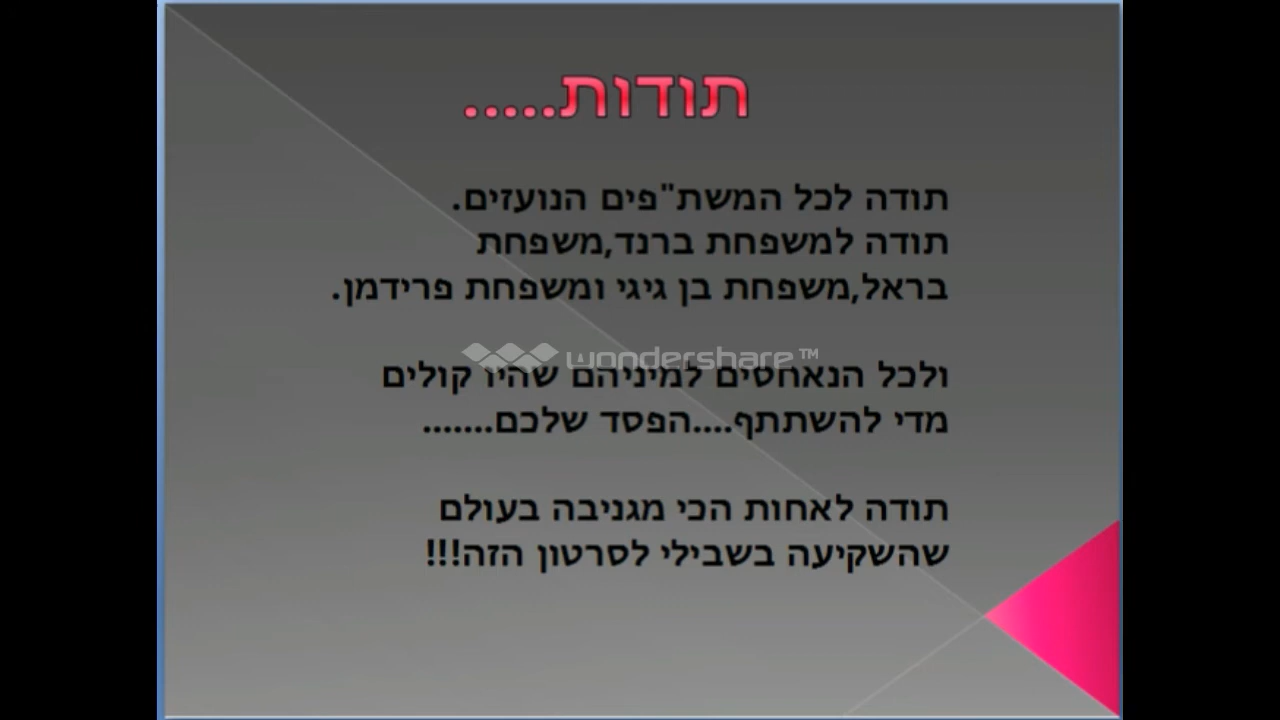 תודות.....
תודה לכל המשת"פים הנועזים.
תודה למשפחת ברנד,משפחת
בראל,משפחת בן גיגי ומשפחת פרידמן.
wondershare™
ולכל הנאחסים למיניהם שהיו קולים
מדי להשתתף....הפסד שלכם.......
תודה לאחות הכי מגניבה בעולם
שהשקיעה בשבילי לסרטון הזה!!!